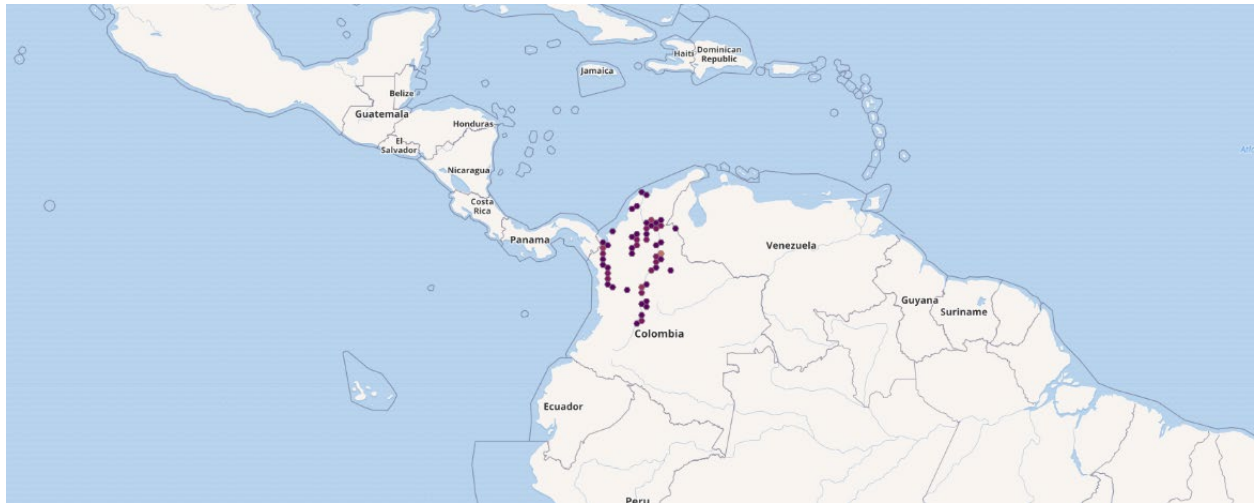 Haiti
Dominican
Republic
Jamaica
Belize
Guatemala
Honduras
El
Salvador
Nicaragua
Costa
Rica
Panama
Venezuela
Guyana
Suriname
Colombia
Ecuador
Peru